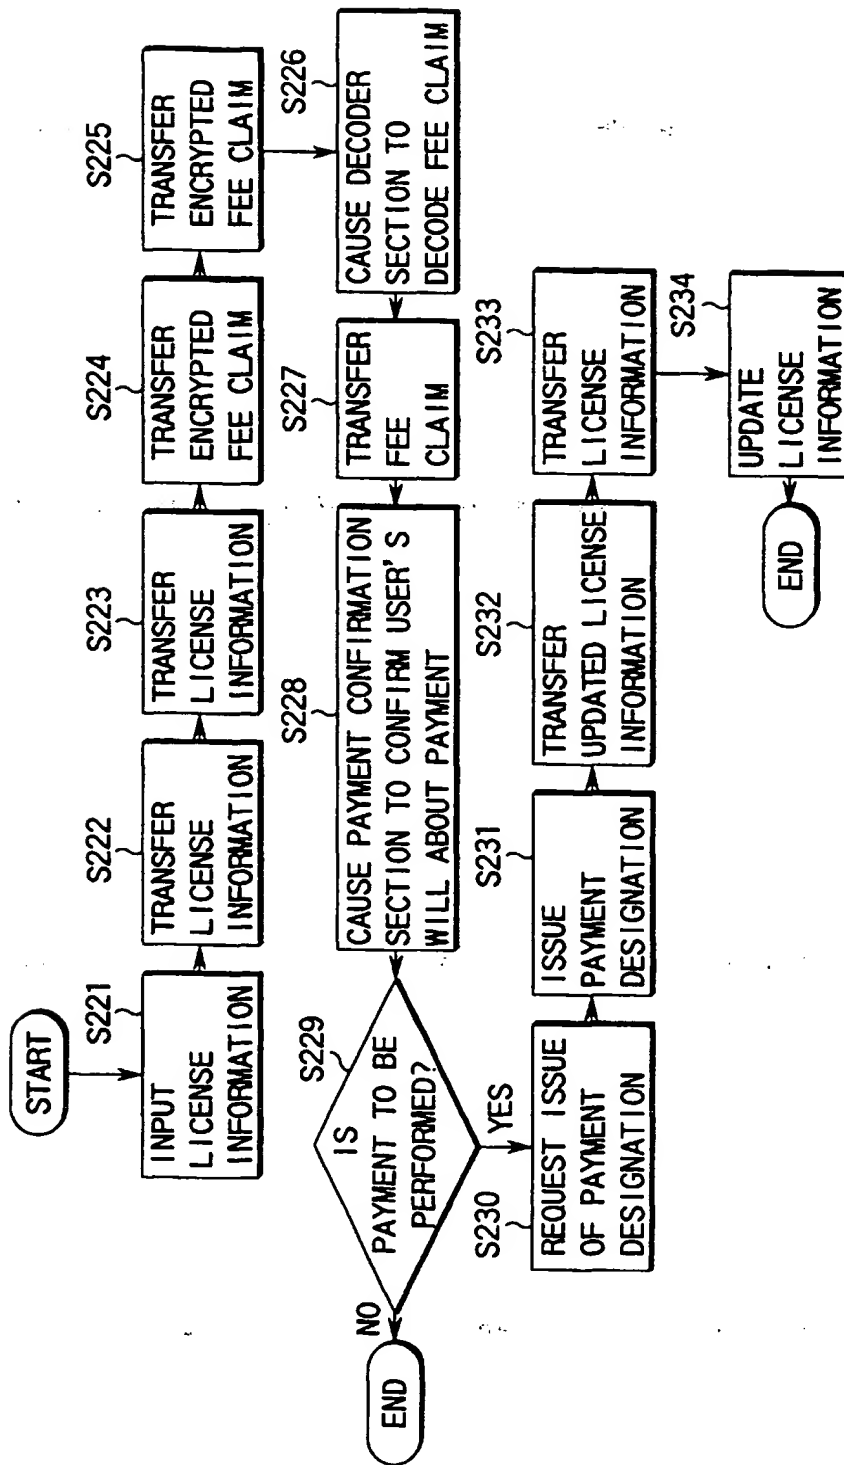 START
S221
INPUT
LICENSE
INFORMATION
S222
TRANSFER
LICENSE
INFORMATION
S223
TRANSFER
LICENSE
INFORMATION
S224
TRANSFER
ENCRYPTED
FEE CLAIM
S225
TRANSFER
ENCRYPTED
FEE CLAIM
S226
CAUSE DECODER
SECTION TO
DECODE FEE CLAIM
S227
TRANSFER
FEE
CLAIM
S228
CAUSE PAYMENT CONFIRMATION
SECTION TO CONFIRM USER'S
WILL ABOUT PAYMENT
S229
IS
PAYMENT TO BE
PERFORMED?
NO
END
YES
S230
REQUEST ISSUE
OF PAYMENT
DESIGNATION
S231
ISSUE
PAYMENT
DESIGNATION
S232
TRANSFER
UPDATED LICENSE
INFORMATION
S233
TRANSFER
LICENSE
INFORMATION
S234
UPDATE
LICENSE
INFORMATION
END